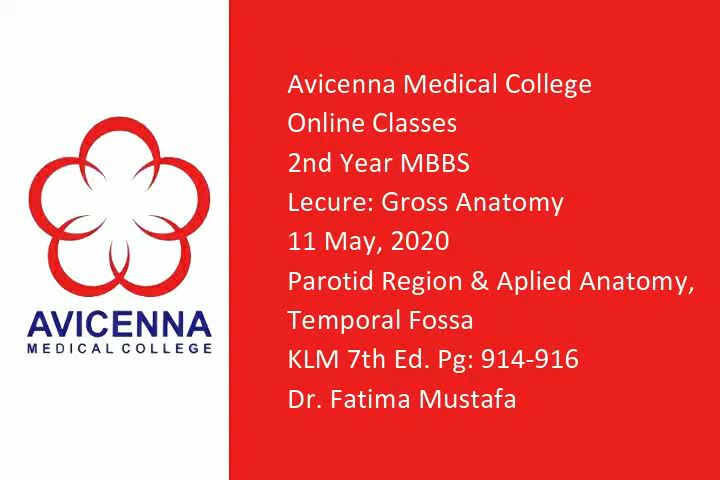 AVICENNA
MEDICAL COLLEGE
Avicenna Medical College
Online Classes
2nd Year MBBS
Lecure: Gross Anatomy
11 May, 2020
Parotid Region & Aplied Anatomy,
Temporal Fossa
KLM 7th Ed. Pg: 914-916
Dr. Fatima Mustafa